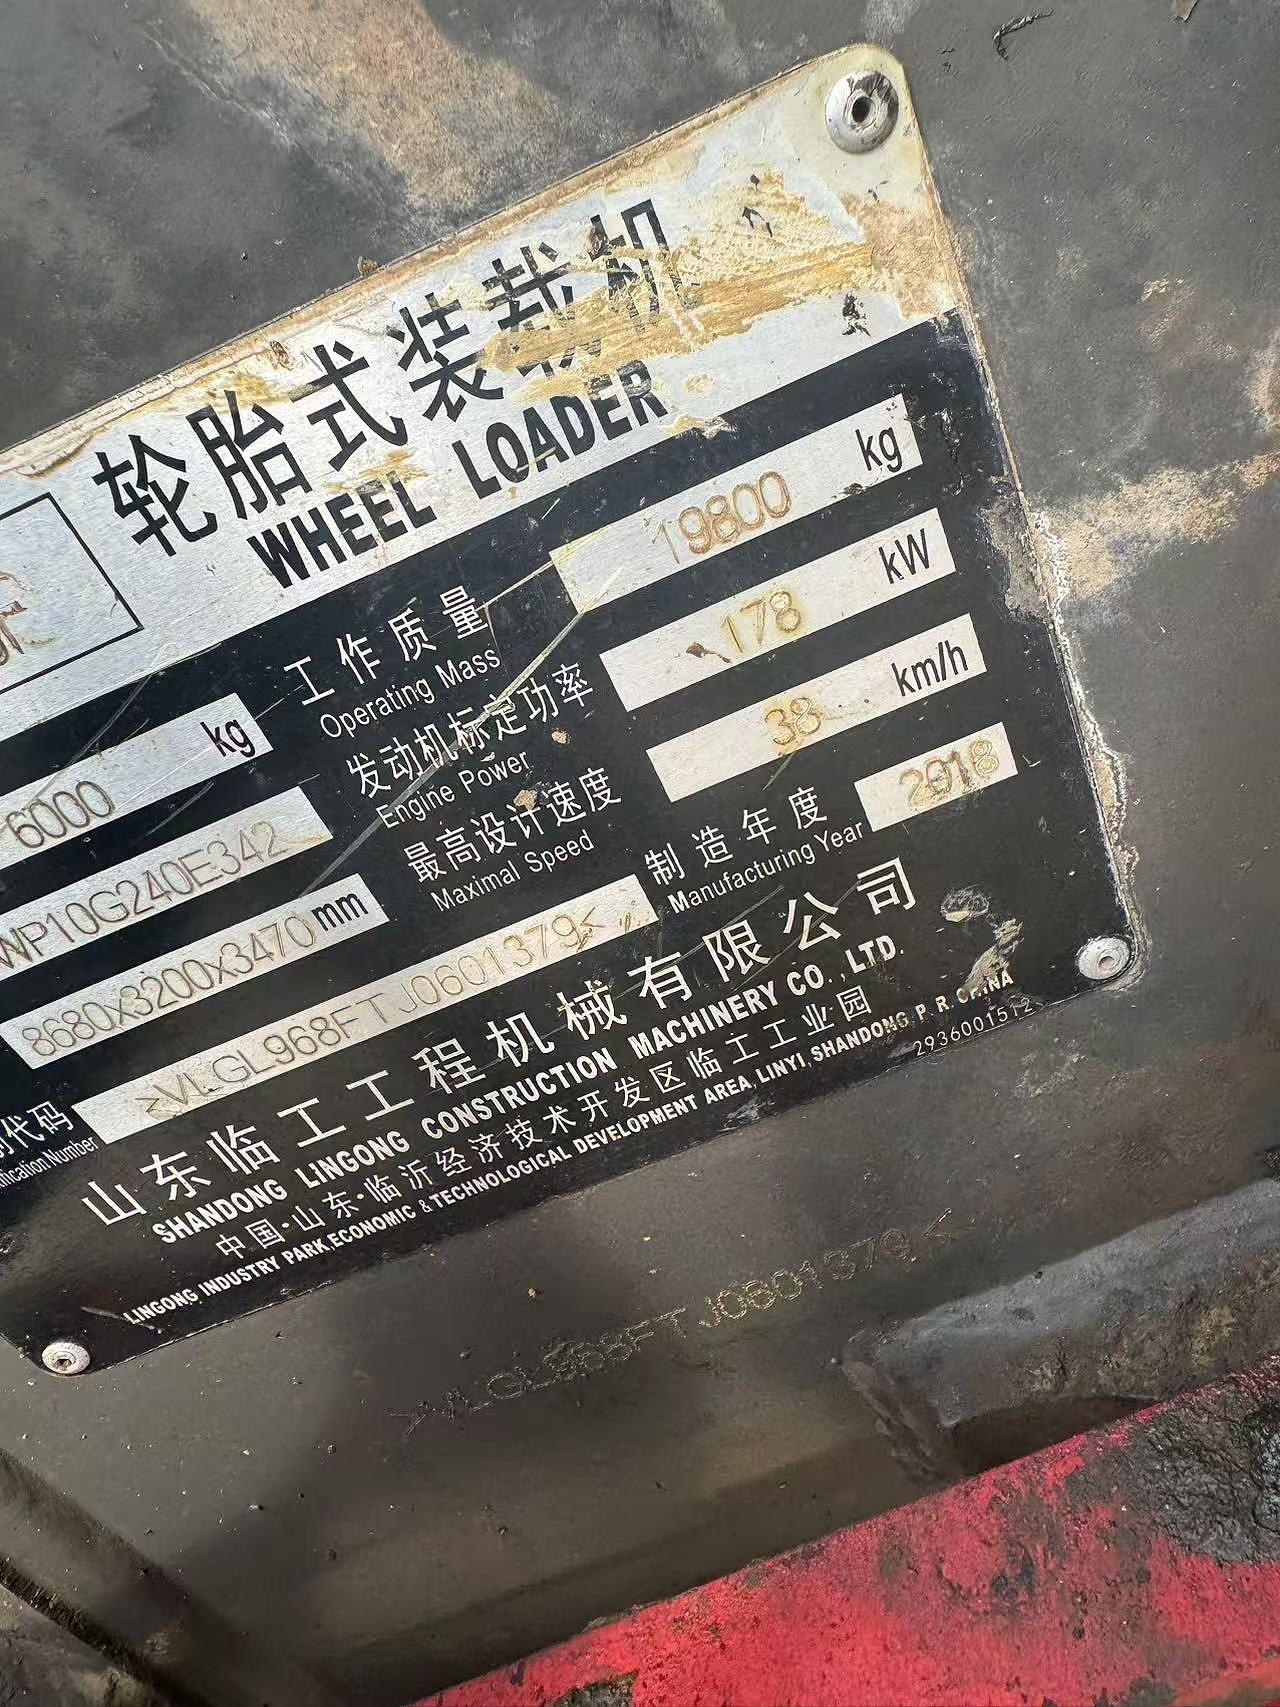 轮胎式装载机
WHEEL LOADER
6000 kg
WP10G240E342
8680x3200x3470 mm
工作质量
Operating Mass
19800 kg
发动机标定功率
Engine Power
178 kW
最高设计速度
Maximal Speed
38 km/h
制造年度
Manufacturing Year
2018
代码
Number
>VLGL968FTJ0601379<
山东临工工程机械有限公司
SHANDONG LINGONG CONSTRUCTION MACHINERY CO.,LTD.
中国·山东·临沂经济技术开发区临工工业园
LINGONG INDUSTRY PARK,ECONOMIC &TECHNOLOGICAL DEVELOPMENT AREA,LINYI,SHANDONG,P.R.CHINA
2936001512
>VLGL968FTJ0601379<